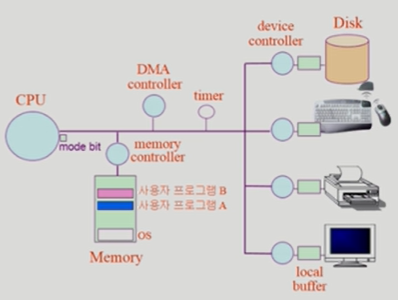 device
controller
Disk
DMA
controller
timer
CPU
mode bit
memory
controller
사용자 프로그램 B
사용자 프로그램 A
OS
Memory
local
buffer